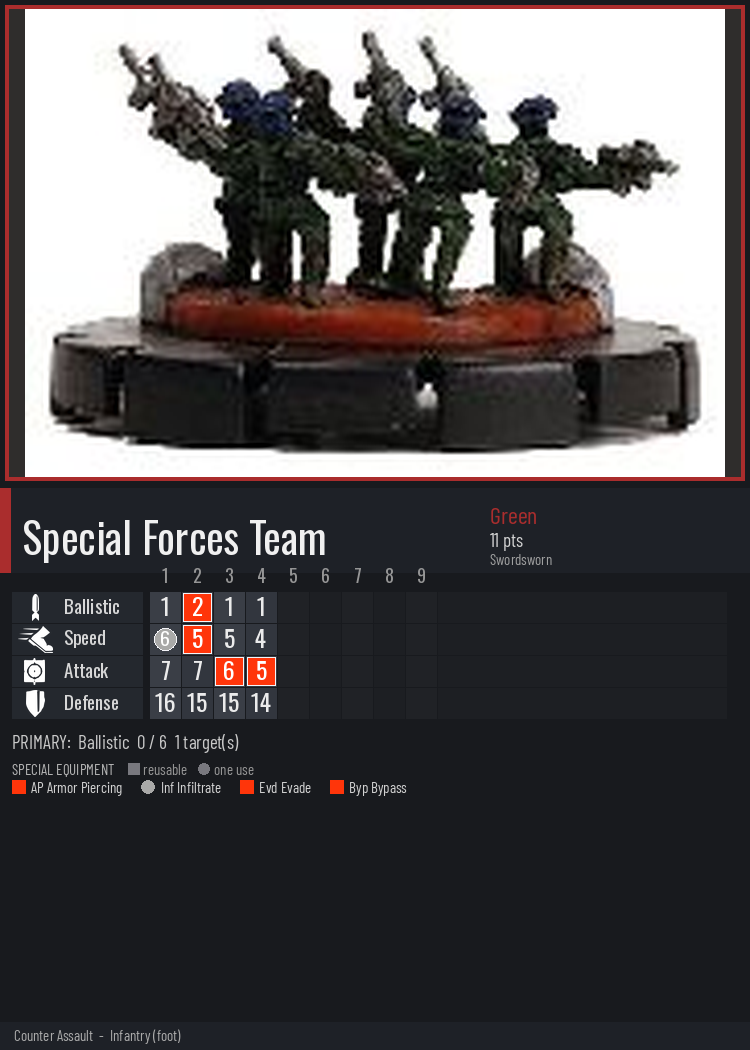 Special Forces Team
Green
11 pts
Swordsworn
1 2 3 4 5 6 7 8 9
Ballistic 1 2 1 1
Speed 6 5 5 4
Attack 7 7 6 5
Defense 16 15 15 14
PRIMARY: Ballistic 0 / 6 1 target(s)
SPECIAL EQUIPMENT reusable one use
AP Armor Piercing Inf Infiltrate Evd Evade Byp Bypass
Counter Assault - Infantry (foot)